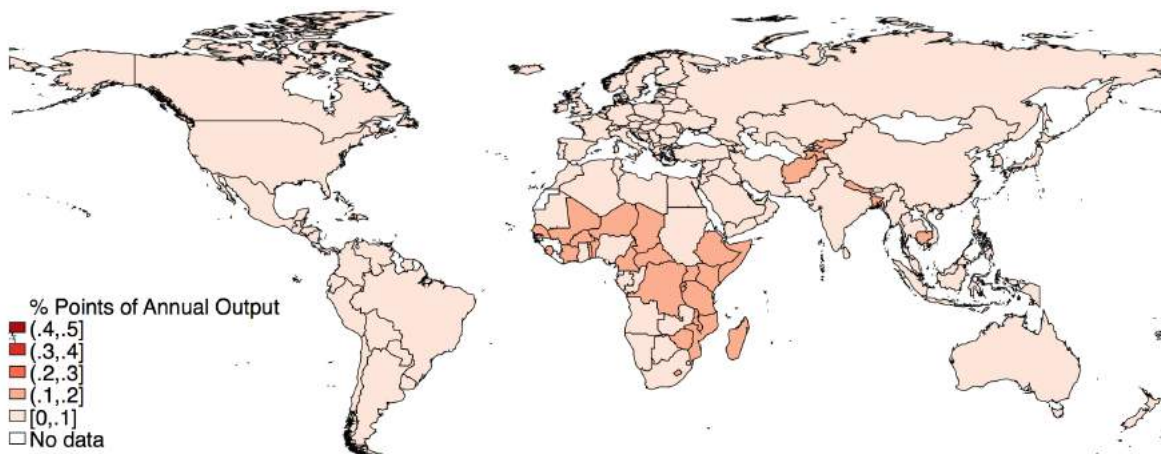 % Points of Annual Output
(.4,.5]
(.3,.4]
(.2,.3]
(.1,.2]
[0,.1]
No data